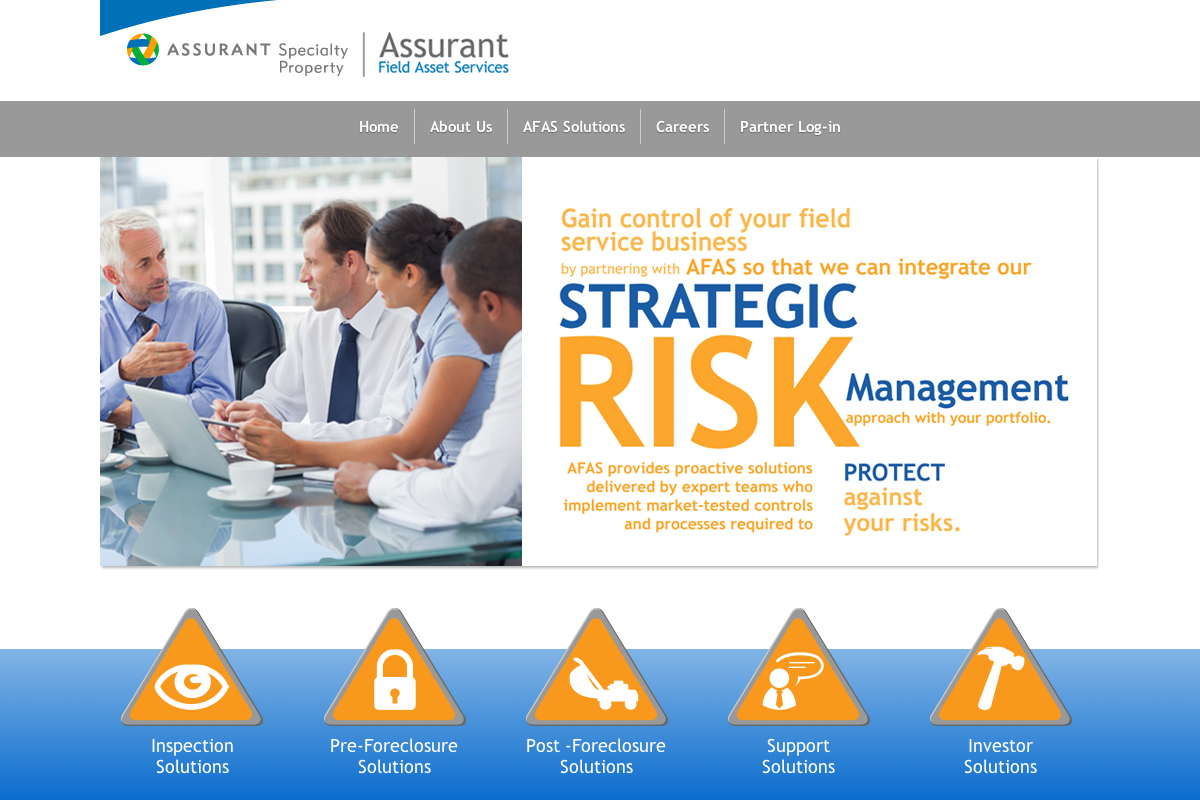 ASSURANT Specialty
Property
Assurant
Field Asset Services
Home
About Us
AFAS Solutions
Careers
Partner Log-in
Gain control of your field
service business
by partnering with AFAS so that we can integrate our
STRATEGIC
RISK
Management
approach with your portfolio.
AFAS provides proactive solutions
delivered by expert teams who
implement market-tested controls
and processes required to
PROTECT
against
your risks.
Inspection
Solutions
Pre-Foreclosure
Solutions
Post -Foreclosure
Solutions
Support
Solutions
Investor
Solutions